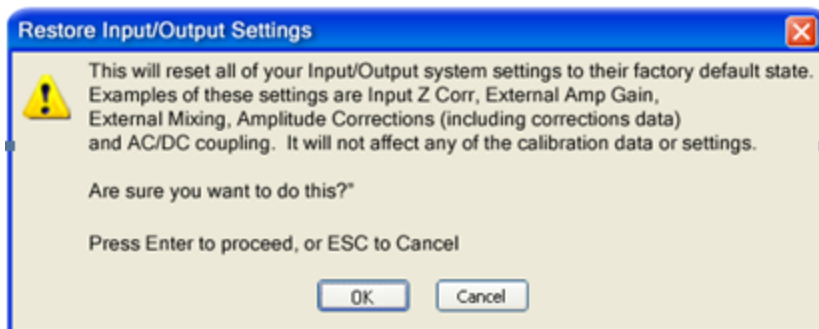 Restore Input/Output Settings
This will reset all of your Input/Output system settings to their factory default state.
Examples of these settings are Input Z Corr, External Amp Gain,
External Mixing, Amplitude Corrections (including corrections data)
and AC/DC coupling.  It will not affect any of the calibration data or settings.
Are sure you want to do this?"
Press Enter to proceed, or ESC to Cancel
OK
Cancel